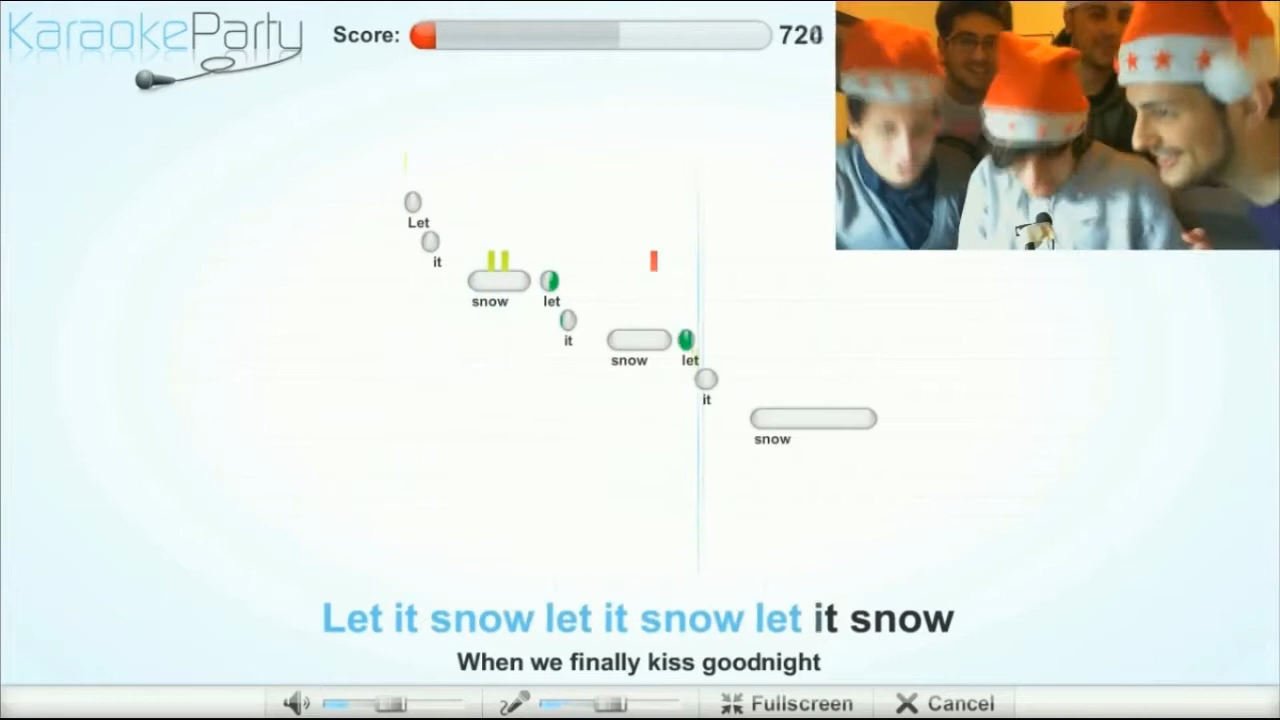 KaraokeParty
Score:
Let
it
snow
let
it
snow
let
it
snow
Let it snow let it snow let it snow
When we finally kiss goodnight
Fullscreen
Cancel